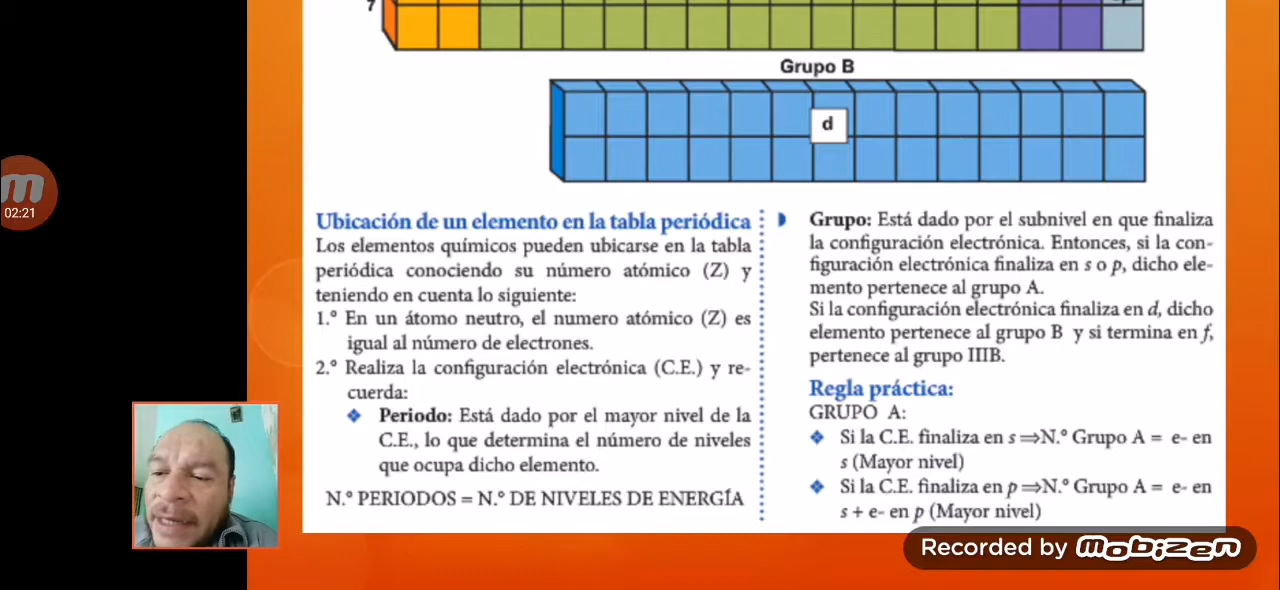 7
Grupo B
d
02:21
Ubicación de un elemento en la tabla periódica
Los elementos químicos pueden ubicarse en la tabla
periódica conociendo su número atómico (Z) y
teniendo en cuenta lo siguiente:
1.° En un átomo neutro, el numero atómico (Z) es
igual al número de electrones.
2.° Realiza la configuración electrónica (C.E.) y re-
cuerda:
❖ Periodo: Está dado por el mayor nivel de la
C.E., lo que determina el número de niveles
que ocupa dicho elemento.
N.° PERIODOS = N.° DE NIVELES DE ENERGÍA
Grupo: Está dado por el subnivel en que finaliza
la configuración electrónica. Entonces, si la con-
figuración electrónica finaliza en s o p, dicho ele-
mento pertenece al grupo A.
Si la configuración electrónica finaliza en d, dicho
elemento pertenece al grupo B y si termina en f,
pertenece al grupo IIIB.
Regla práctica:
GRUPO A:
❖ Si la C.E. finaliza en s ⇒N.° Grupo A = e- en
s (Mayor nivel)
❖ Si la C.E. finaliza en p ⇒N.° Grupo A = e- en
s + e- en p (Mayor nivel)
Recorded by mobizen